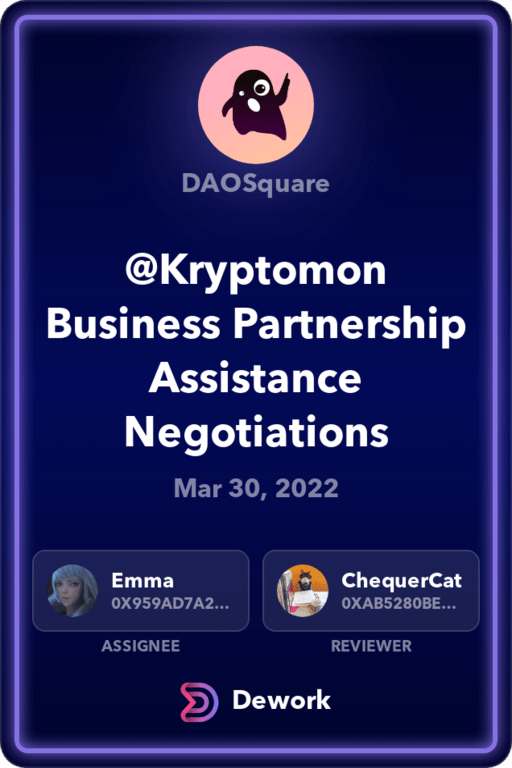 DAOSquare
@Kryptomon
Business Partnership
Assistance
Negotiations
Mar 30, 2022
Emma
0X959AD7A2...
ASSIGNEE
ChequerCat
0XAB5280BE...
REVIEWER
Dework